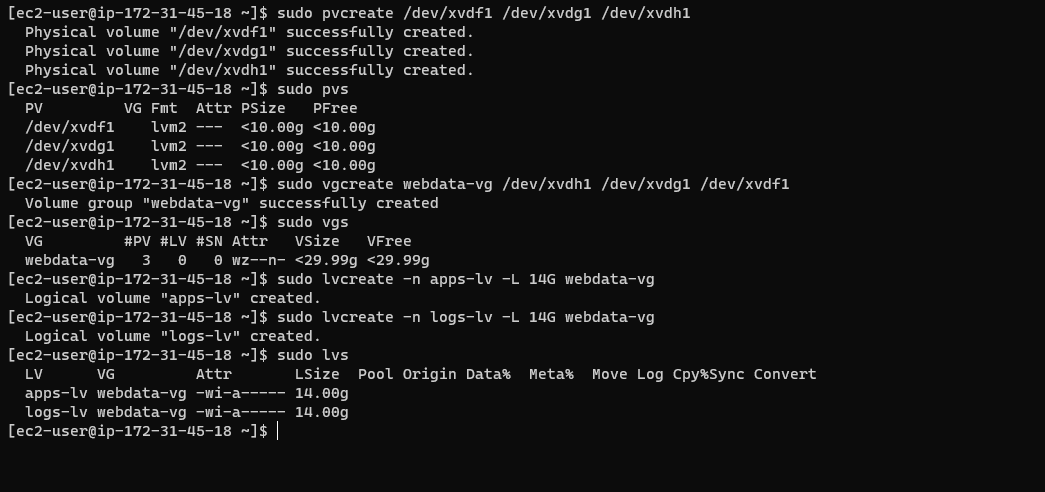 [ec2-user@ip-172-31-45-18 ~]$ sudo pvcreate /dev/xvdf1 /dev/xvdg1 /dev/xvdh1
  Physical volume "/dev/xvdf1" successfully created.
  Physical volume "/dev/xvdg1" successfully created.
  Physical volume "/dev/xvdh1" successfully created.
[ec2-user@ip-172-31-45-18 ~]$ sudo pvs
  PV         VG Fmt  Attr PSize   PFree
  /dev/xvdf1    lvm2 ---  <10.00g <10.00g
  /dev/xvdg1    lvm2 ---  <10.00g <10.00g
  /dev/xvdh1    lvm2 ---  <10.00g <10.00g
[ec2-user@ip-172-31-45-18 ~]$ sudo vgcreate webdata-vg /dev/xvdh1 /dev/xvdg1 /dev/xvdf1
  Volume group "webdata-vg" successfully created
[ec2-user@ip-172-31-45-18 ~]$ sudo vgs
  VG         #PV #LV #SN Attr   VSize   VFree
  webdata-vg   3   0   0 wz--n- <29.99g <29.99g
[ec2-user@ip-172-31-45-18 ~]$ sudo lvcreate -n apps-lv -L 14G webdata-vg
  Logical volume "apps-lv" created.
[ec2-user@ip-172-31-45-18 ~]$ sudo lvcreate -n logs-lv -L 14G webdata-vg
  Logical volume "logs-lv" created.
[ec2-user@ip-172-31-45-18 ~]$ sudo lvs
  LV      VG         Attr       LSize  Pool Origin Data%  Meta%  Move Log Cpy%Sync Convert
  apps-lv webdata-vg -wi-a----- 14.00g
  logs-lv webdata-vg -wi-a----- 14.00g
[ec2-user@ip-172-31-45-18 ~]$